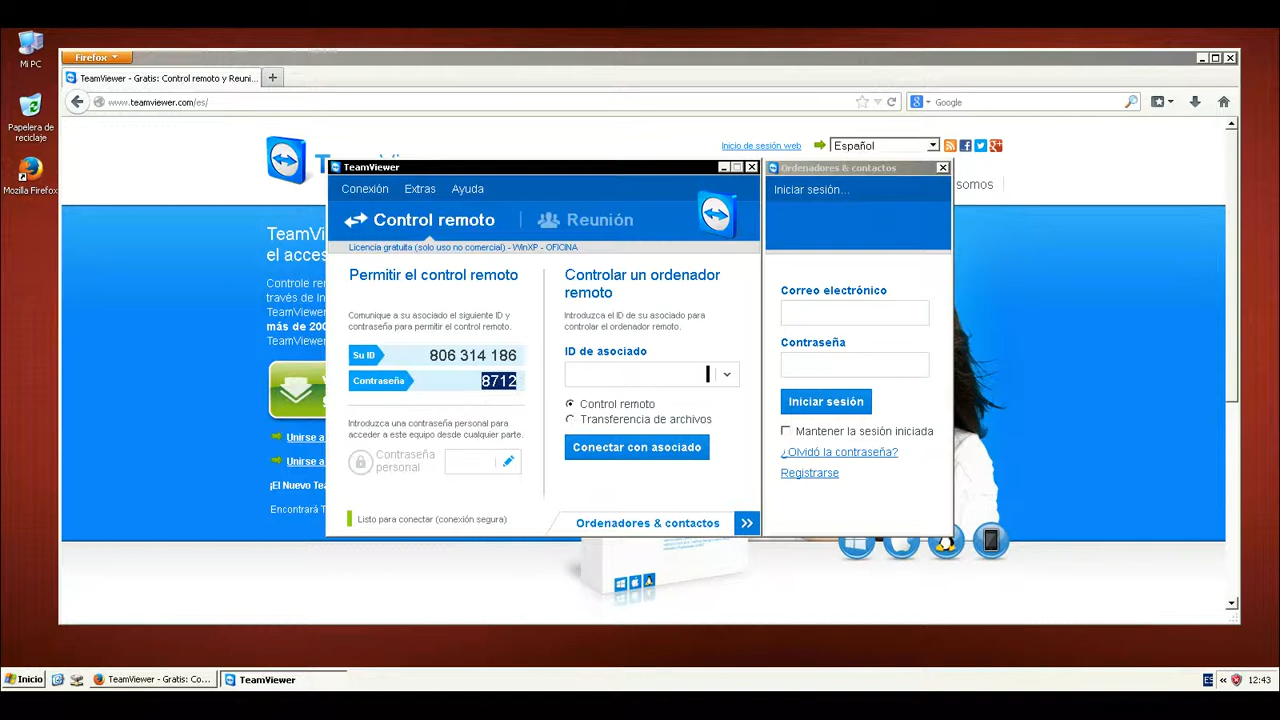 Mi PC
Papelera de
reciclaje
Mozilla Firefox
Firefox
TeamViewer - Gratis: Control remoto y Reuni...
www.teamviewer.com/es/
Google
Inicio de sesión web
Español
somos
TeamVi
el acces
Controle re
través de In
TeamViewer
más de 200
TeamViewer
Unirse a
Unirse a
¡El Nuevo Tea
Encontrará T
TeamViewer
Conexión Extras Ayuda
Control remoto
Reunión
Licencia gratuita (solo uso no comercial) - WinXP - OFICINA
Permitir el control remoto
Comunique a su asociado el siguiente ID y
contraseña para permitir el control remoto.
Su ID 806 314 186
Contraseña 8712
Introduzca una contraseña personal para
acceder a este equipo desde cualquier parte.
Contraseña
personal
Listo para conectar (conexión segura)
Controlar un ordenador
remoto
Introduzca el ID de su asociado para
controlar el ordenador remoto.
ID de asociado
Control remoto
Transferencia de archivos
Conectar con asociado
Ordenadores & contactos
Ordenadores & contactos
Iniciar sesión...
Correo electrónico
Contraseña
Iniciar sesión
Mantener la sesión iniciada
¿Olvidó la contraseña?
Registrarse
Inicio
TeamViewer - Gratis: Co...
TeamViewer
ES
12:43